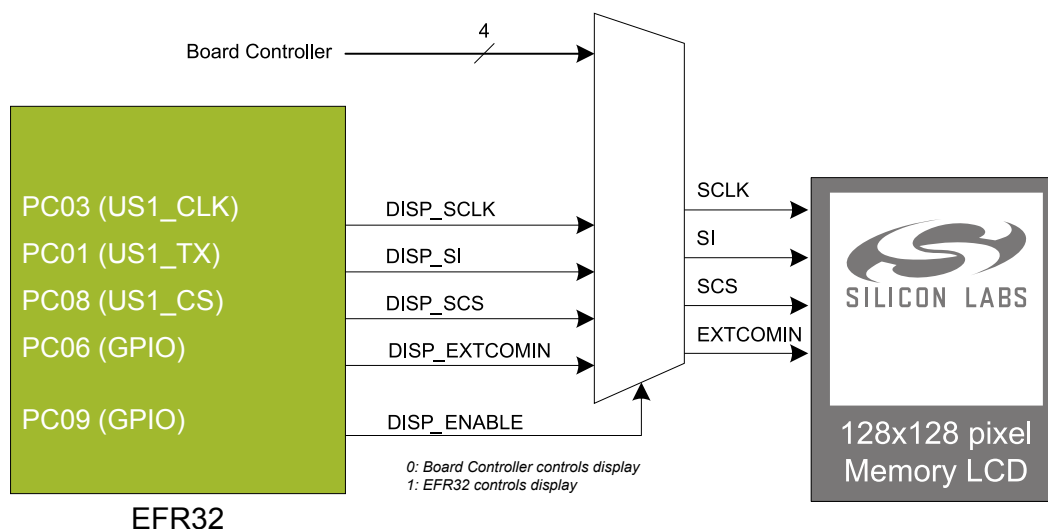 4
Board Controller
PC03 (US1_CLK)
PC01 (US1_TX)
PC08 (US1_CS)
PC06 (GPIO)
PC09 (GPIO)
EFR32
DISP_SCLK
DISP_SI
DISP_SCS
DISP_EXTCOMIN
DISP_ENABLE
0: Board Controller controls display
1: EFR32 controls display
SCLK
SI
SCS
EXTCOMIN
SILICON LABS
128x128 pixel
Memory LCD